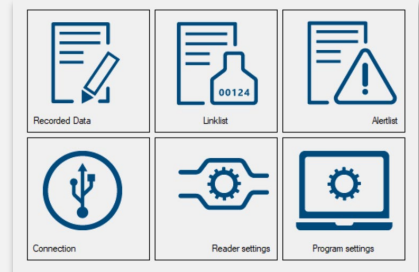 00124
Recorded Data
Linklist
Alertlist
Connection
Reader settings
Program settings